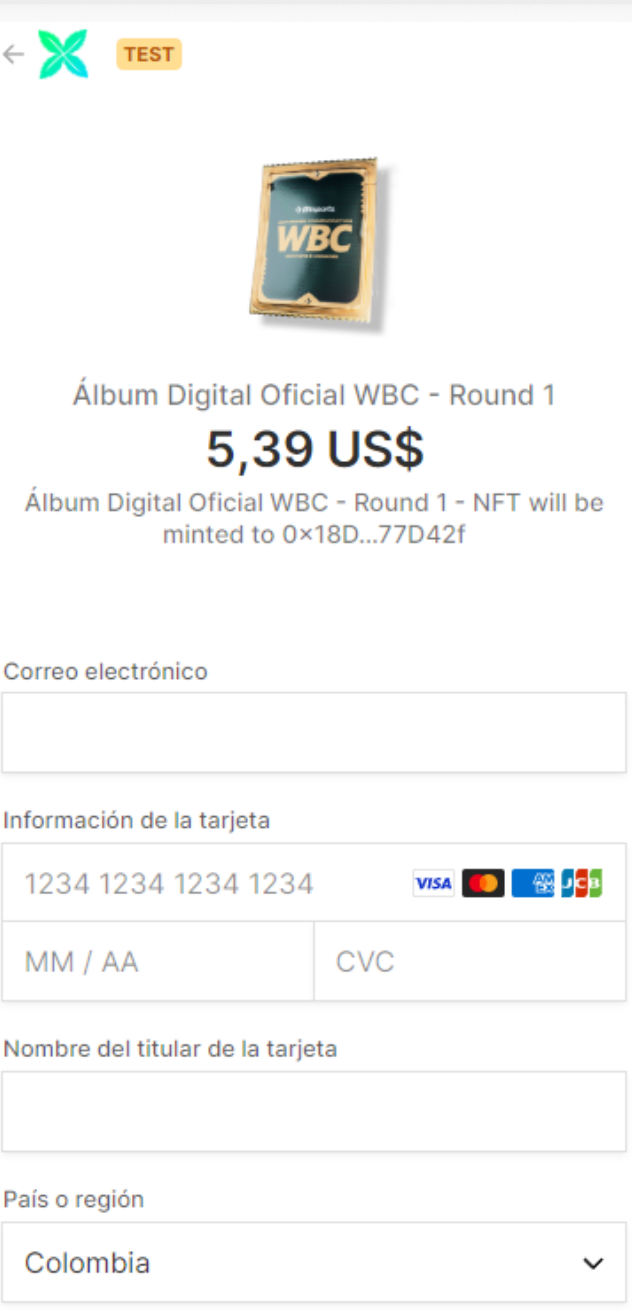 TEST
WBC
Álbum Digital Oficial WBC - Round 1
5,39 US$
Álbum Digital Oficial WBC - Round 1 - NFT will be
minted to 0x18D...77D42f
Correo electrónico
Información de la tarjeta
1234 1234 1234 1234 VISA AMEX JCB
MM / AA CVC
Nombre del titular de la tarjeta
País o región
Colombia